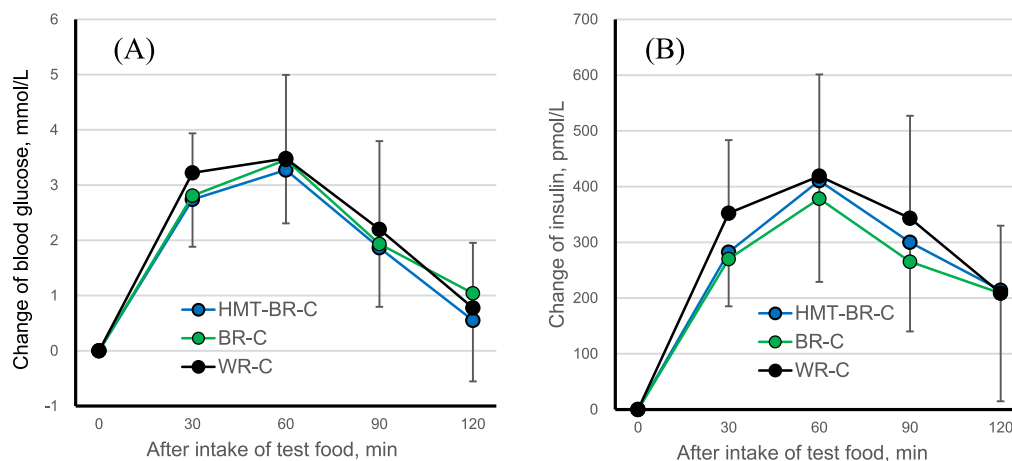 (A)
Change of blood glucose, mmol/L
6
5
4
3
2
1
0
-1
HMT-BR-C
BR-C
WR-C
0 30 60 90 120
After intake of test food, min
(B)
Change of insulin, pmol/L
700
600
500
400
300
200
100
0
HMT-BR-C
BR-C
WR-C
0 30 60 90 120
After intake of test food, min